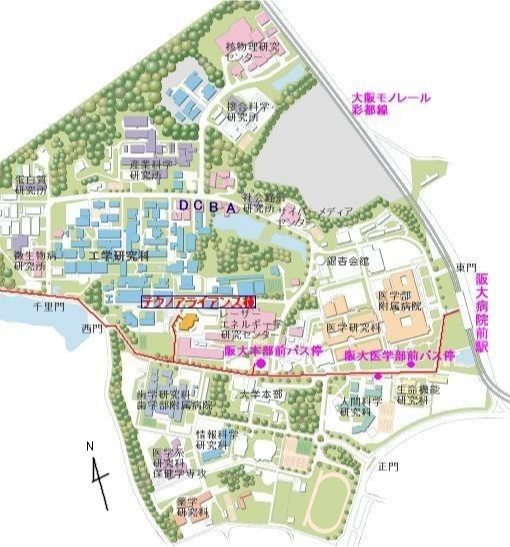 核物理研究
センター
大阪モノレール
彩都線
接合科学
研究所
産業科学
研究所
蛋白質
研究所
D C B A
社会経済
研究所
サイバーメディア
センター
微生物病
研究所
工学研究科
銀杏会館
東門
医学部
附属病院
阪大病院前駅
千里門
テクノアライアンス棟
西門
レーザー
エネルギー学
研究センター
医学研究科
阪大本部前バス停
阪大医学部前バス停
歯学研究科
歯学部附属病院
大学本部
人間科学
研究科
生命機能
研究科
情報科学
研究科
N
医学系
研究科
保健学専攻
正門
薬学
研究科